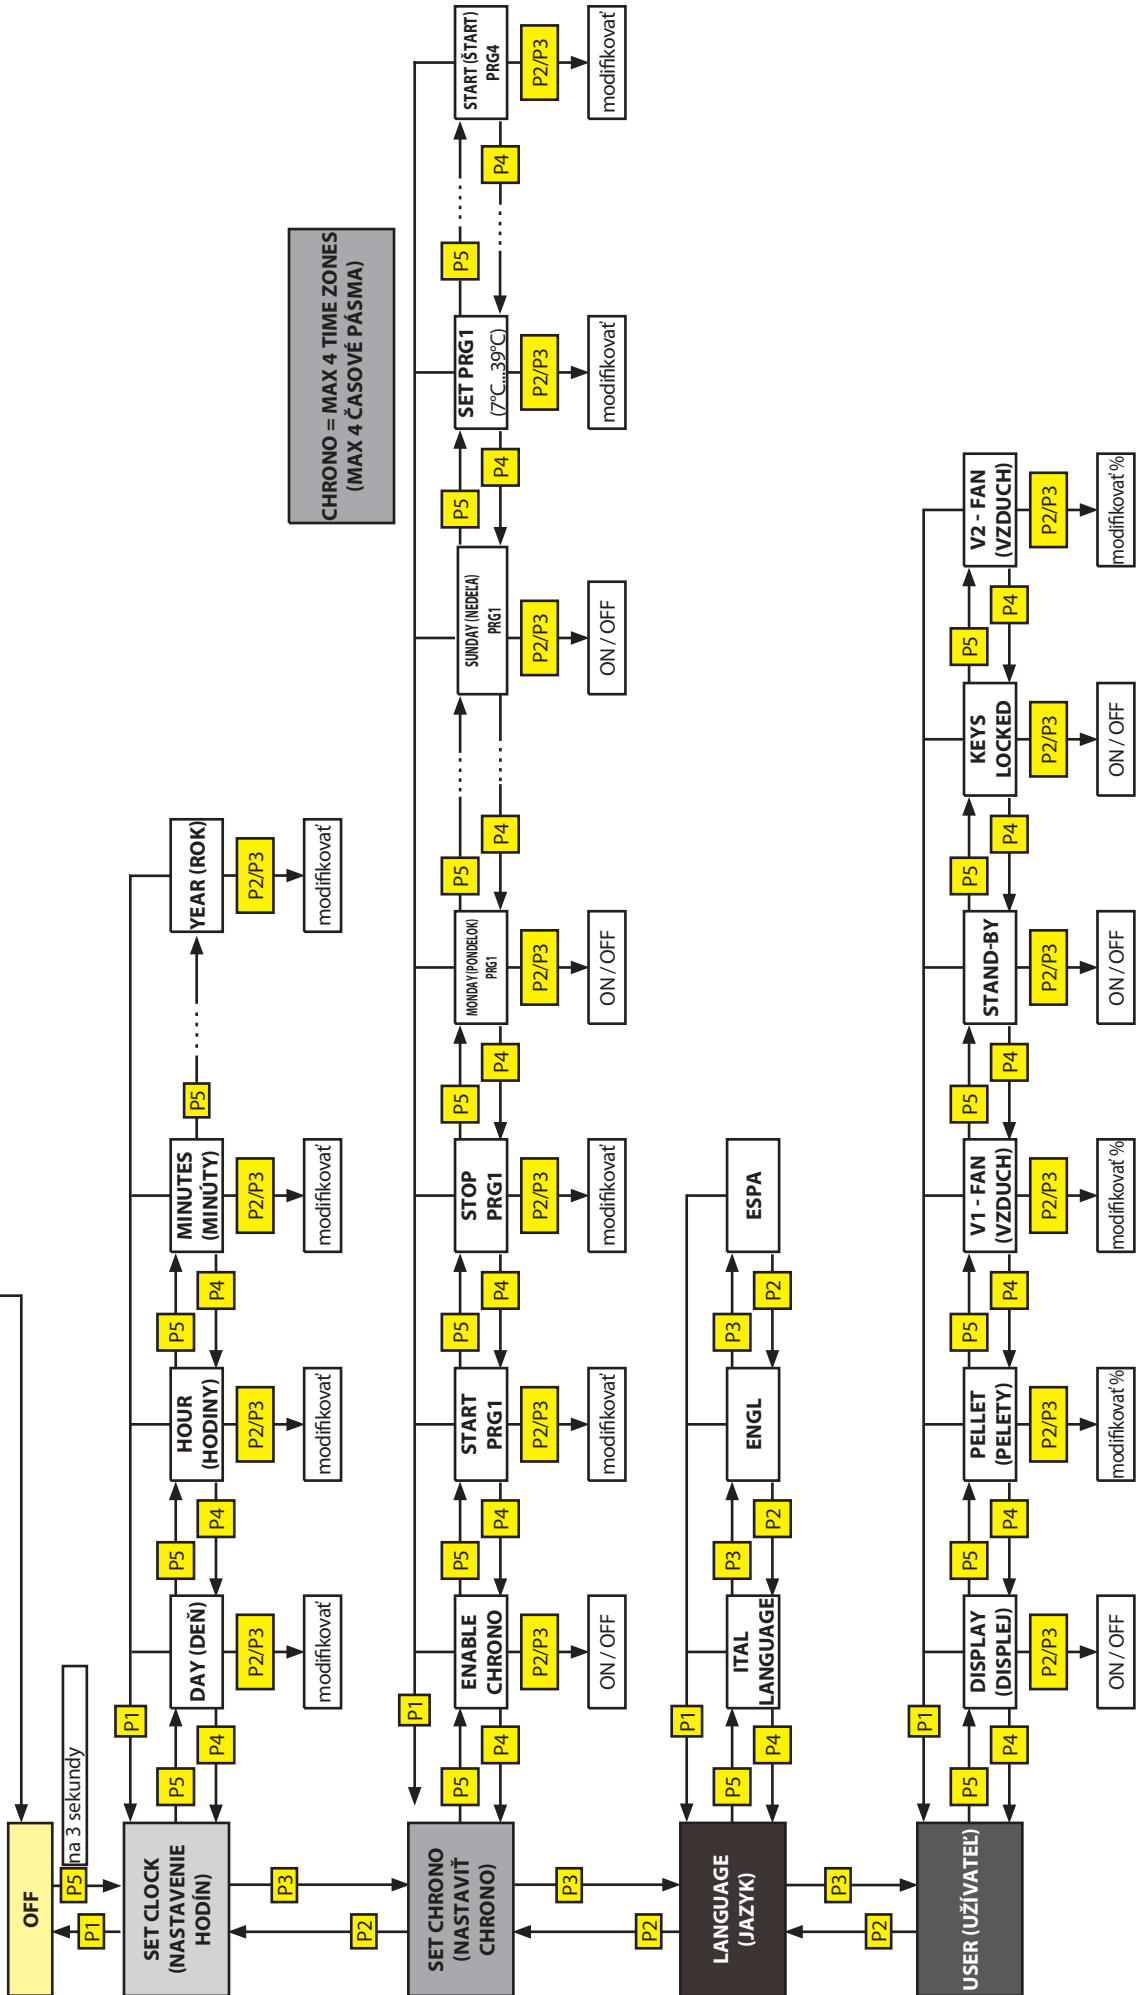 OFF
P1
P5
na 3 sekundy
SET CLOCK
(NASTAVENIE
HODÍN)
P1
P5
P4
DAY (DEŇ)
P2/P3
modifikovať
P5
P4
HOUR
(HODINY)
P2/P3
modifikovať
P5
P4
MINUTES
(MINÚTY)
P2/P3
modifikovať
P5
YEAR (ROK)
P2/P3
modifikovať
P2
P3
CHRONO = MAX 4 TIME ZONES
(MAX 4 ČASOVÉ PÁSMA)
SET CHRONO
(NASTAVIŤ
CHRONO)
P1
P5
P4
ENABLE
CHRONO
P2/P3
ON / OFF
P5
P4
START
PRG1
P2/P3
modifikovať
P5
P4
STOP
PRG1
P2/P3
modifikovať
P5
P4
MONDAY (PONDELOK)
PRG1
P2/P3
ON / OFF
P5
P4
SUNDAY (NEDEĽA)
PRG1
P2/P3
ON / OFF
P5
P4
SET PRG1
(7°C...39°C)
P2/P3
modifikovať
P5
P4
START (ŠTART)
PRG4
P2/P3
modifikovať
P2
P3
LANGUAGE
(JAZYK)
P1
P5
P4
ITAL
LANGUAGE
P3
P2
ENGL
P3
P2
ESPA
P2
P3
USER (UŽÍVATEĽ)
P1
P5
P4
DISPLAY
(DISPLEJ)
P2/P3
ON / OFF
P5
P4
PELLET
(PELETY)
P2/P3
modifikovať %
P5
P4
V1 - FAN
(VZDUCH)
P2/P3
modifikovať %
P5
P4
STAND-BY
P2/P3
ON / OFF
P5
P4
KEYS
LOCKED
P2/P3
ON / OFF
P5
P4
V2 - FAN
(VZDUCH)
P2/P3
modifikovať %